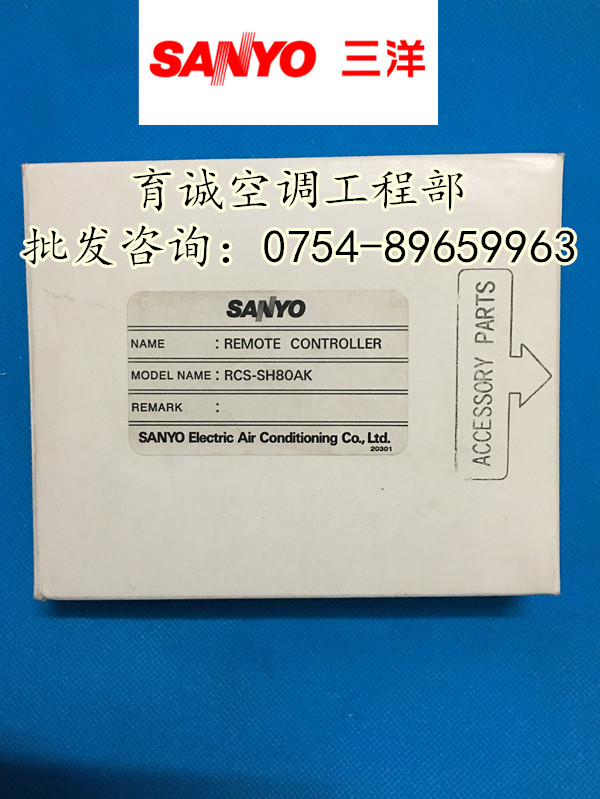 SANYO 三洋
育诚空调工程部
批发咨询：0754-89659963
SANYO
NAME : REMOTE CONTROLLER
MODEL NAME : RCS-SH80AK
REMARK :
SANYO Electric Air Conditioning Co., Ltd.
20301
ACCESSORY PARTS